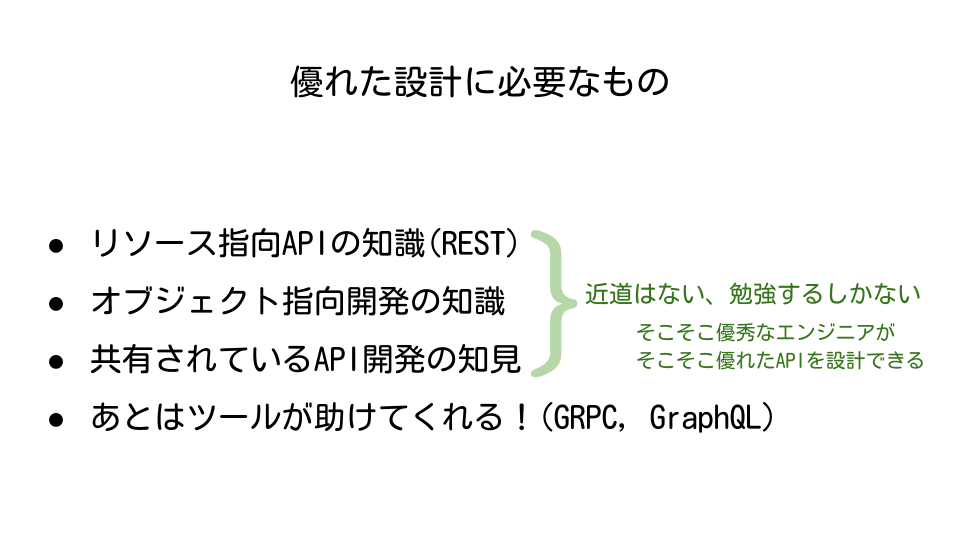 優れた設計に必要なもの
● リソース指向APIの知識(REST)
● オブジェクト指向開発の知識
● 共有されているAPI開発の知見
● あとはツールが助けてくれる！(GRPC, GraphQL)
近道はない、勉強するしかない
そこそこ優秀なエンジニアが
そこそこ優れたAPIを設計できる